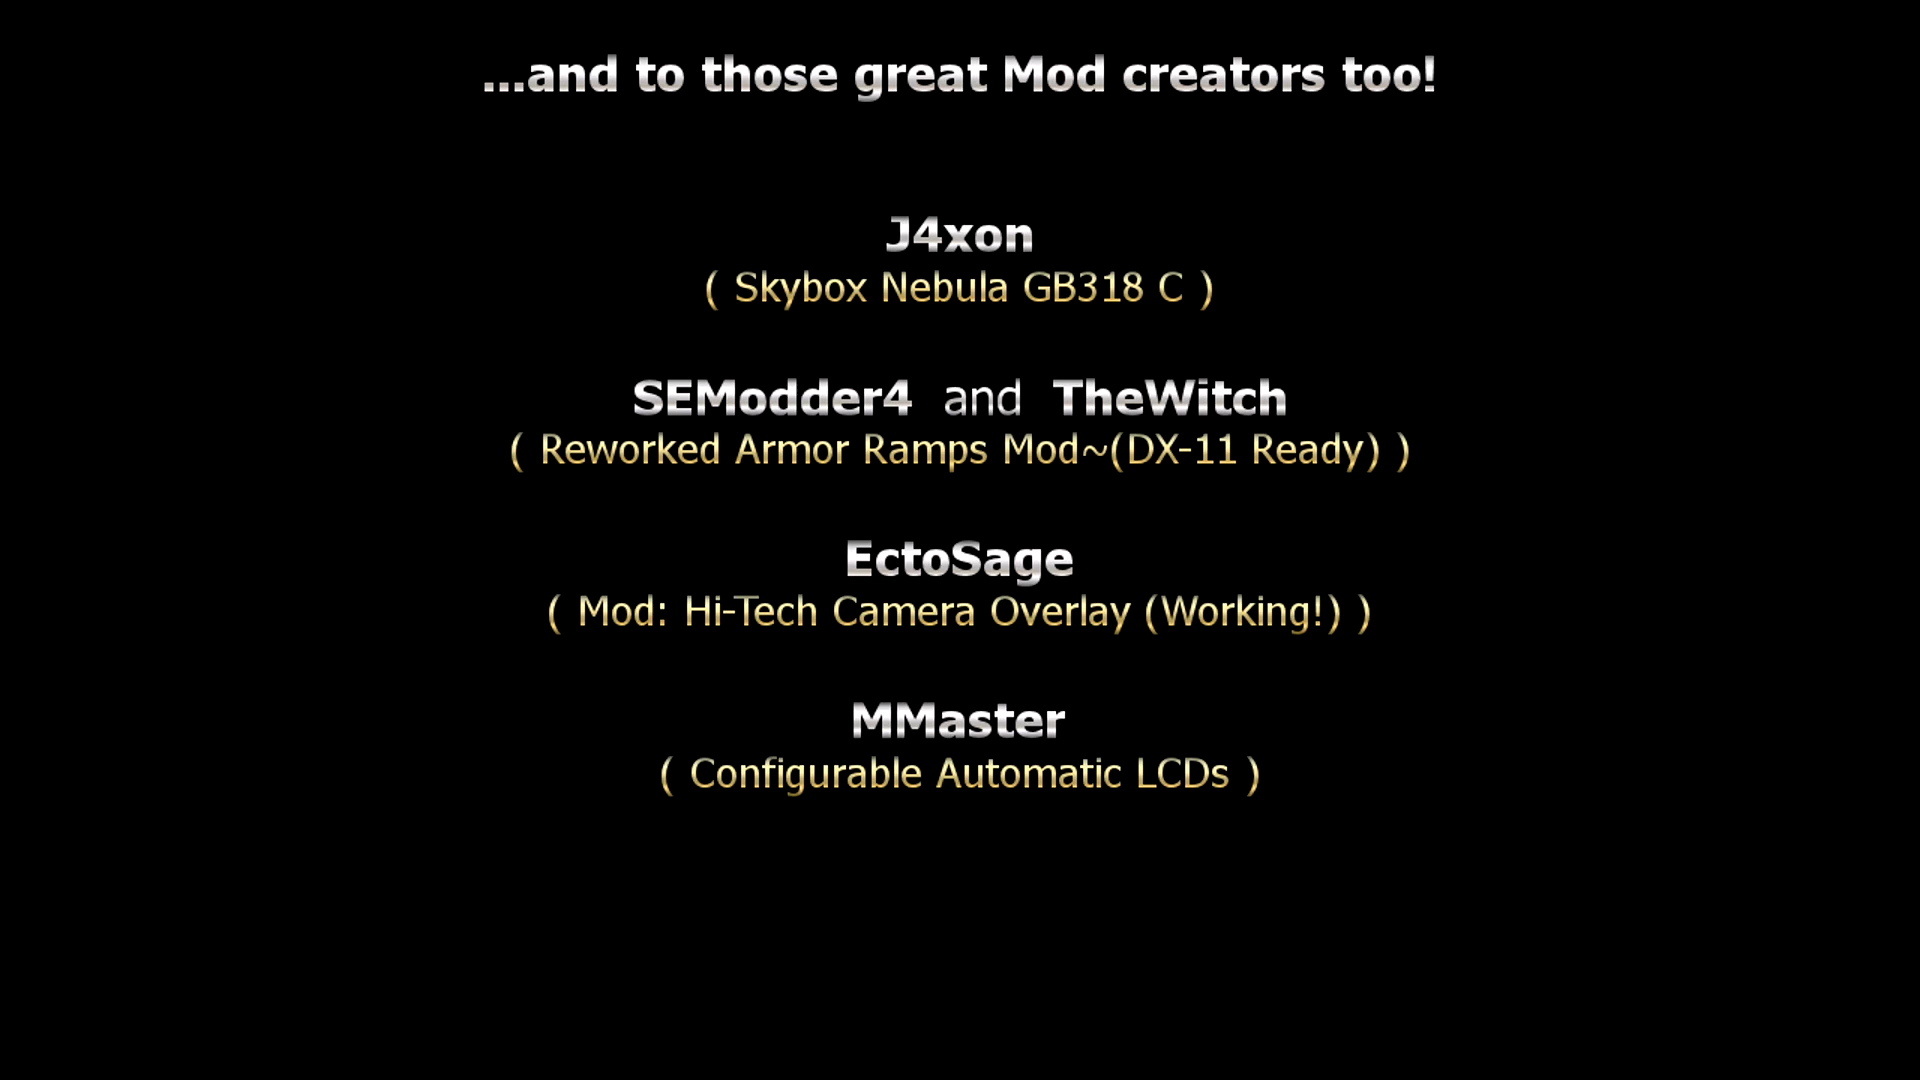 ...and to those great Mod creators too!
J4xon
( Skybox Nebula GB318 C )
SEModder4 and TheWitch
( Reworked Armor Ramps Mod~(DX-11 Ready) )
EctoSage
( Mod: Hi-Tech Camera Overlay (Working!) )
MMaster
( Configurable Automatic LCDs )